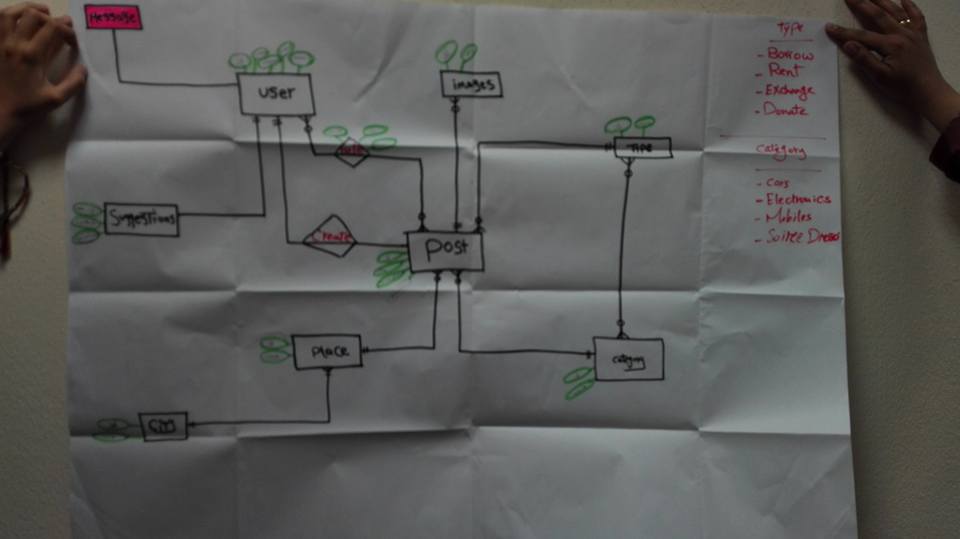 Message
user
images
Type
- Borrow
- Rent
- Exchange
- Donate
Type
Category
- Cars
- Electronics
- Mobiles
- Soiree Dresses
Suggestions
Create
Post
Place
Category
City